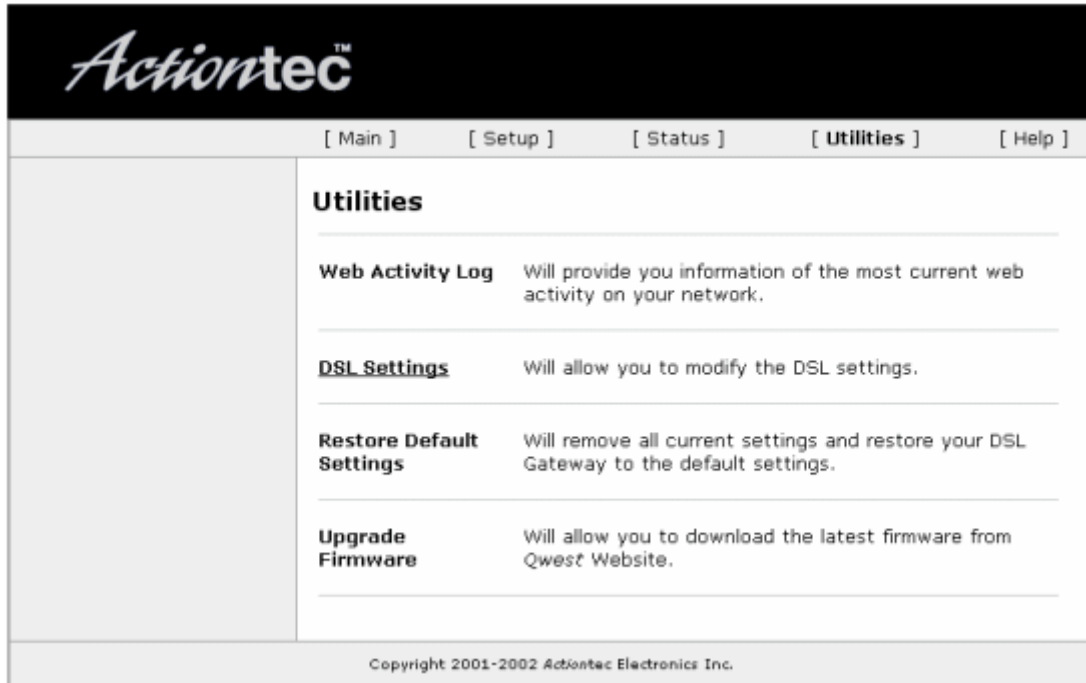 Actiontec™
[ Main ] [ Setup ] [ Status ] [ Utilities ] [ Help ]
Utilities
Web Activity Log Will provide you information of the most current web
activity on your network.
DSL Settings Will allow you to modify the DSL settings.
Restore Default Will remove all current settings and restore your DSL
Settings Gateway to the default settings.
Upgrade Will allow you to download the latest firmware from
Firmware Qwest Website.
Copyright 2001-2002 Actiontec Electronics Inc.